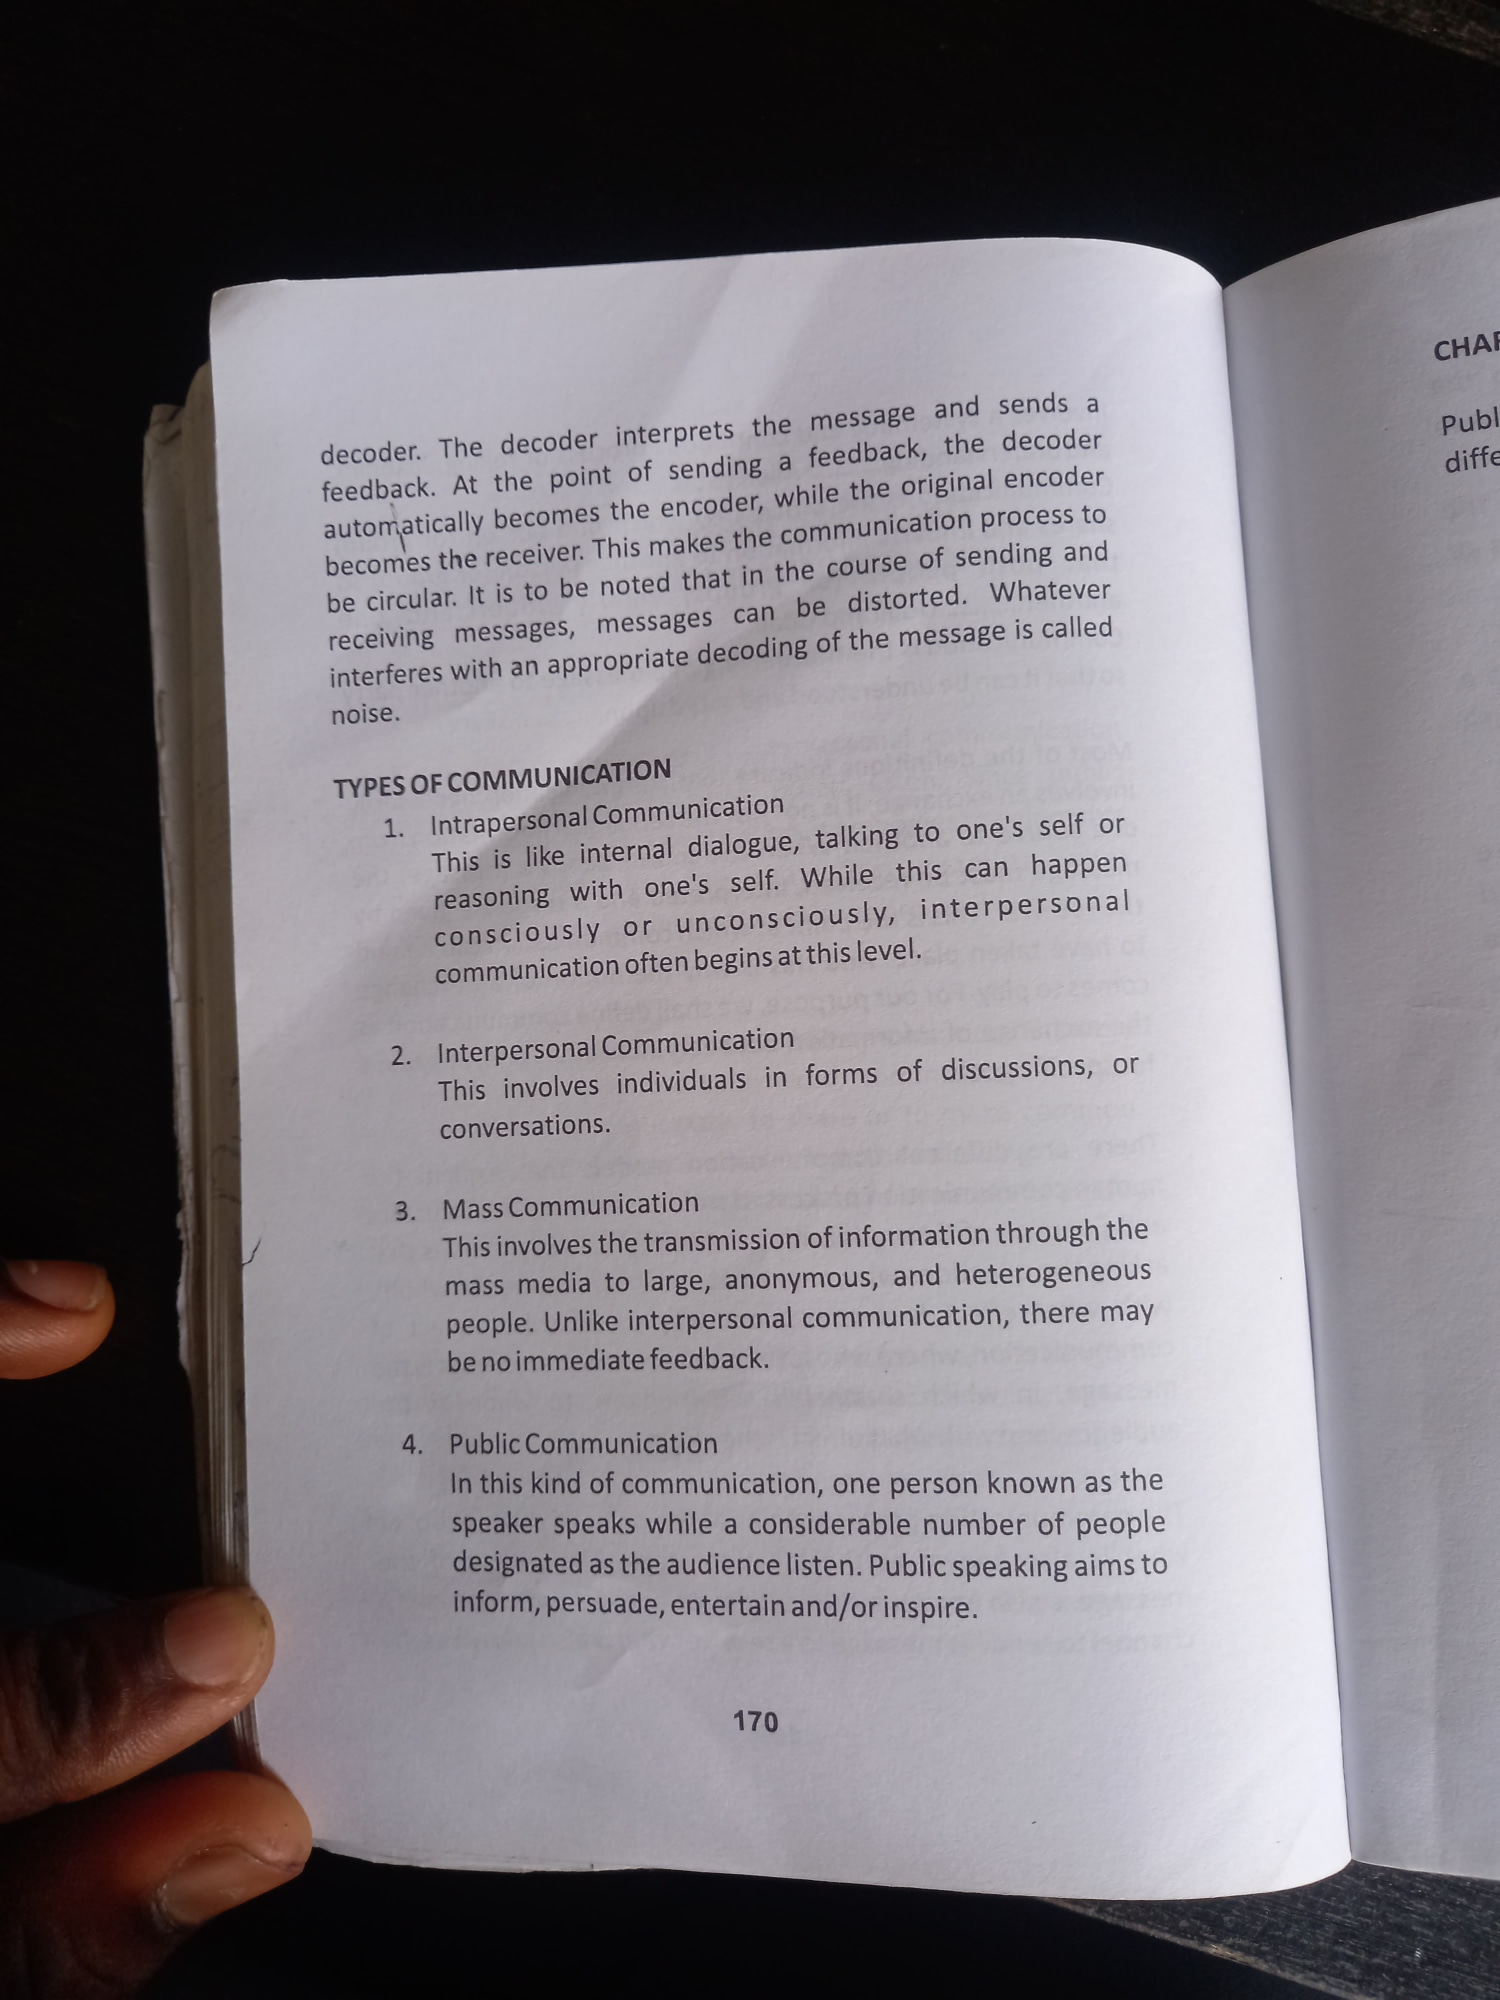 decoder. The decoder interprets the message and sends a
feedback. At the point of sending a feedback, the decoder
automatically becomes the encoder, while the original encoder
becomes the receiver. This makes the communication process to
be circular. It is to be noted that in the course of sending and
receiving messages, messages can be distorted. Whatever
interferes with an appropriate decoding of the message is called
noise.
TYPES OF COMMUNICATION
1. Intrapersonal Communication
This is like internal dialogue, talking to one's self or
reasoning with one's self. While this can happen
consciously or unconsciously, interpersonal
communication often begins at this level.
2. Interpersonal Communication
This involves individuals in forms of discussions, or
conversations.
3. Mass Communication
This involves the transmission of information through the
mass media to large, anonymous, and heterogeneous
people. Unlike interpersonal communication, there may
be no immediate feedback.
4. Public Communication
In this kind of communication, one person known as the
speaker speaks while a considerable number of people
designated as the audience listen. Public speaking aims to
inform, persuade, entertain and/or inspire.
170